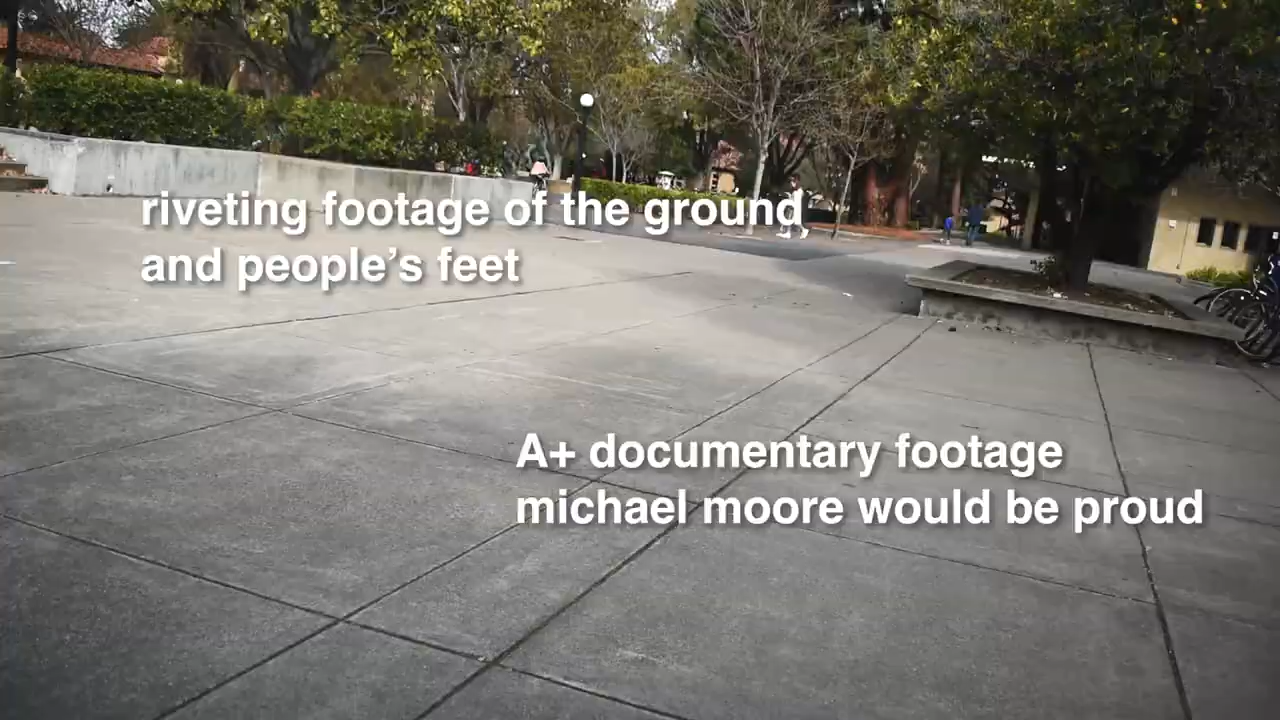 riveting footage of the ground
and people's feet
A+ documentary footage
michael moore would be proud